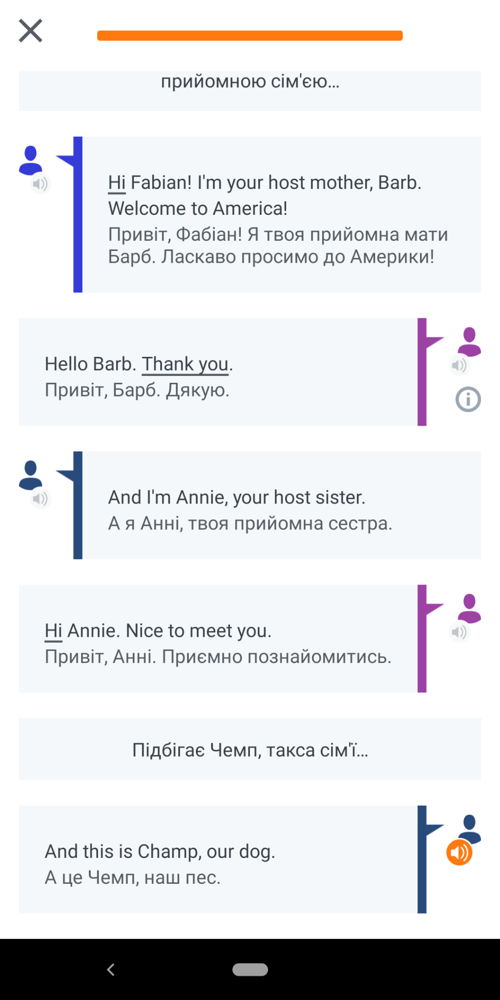 прийомною сім'єю...
Hi Fabian! I'm your host mother, Barb.
Welcome to America!
Привіт, Фабіан! Я твоя прийомна мати
Барб. Ласкаво просимо до Америки!
Hello Barb. Thank you.
Привіт, Барб. Дякую.
And I'm Annie, your host sister.
А я Анні, твоя прийомна сестра.
Hi Annie. Nice to meet you.
Привіт, Анні. Приємно познайомитись.
Підбігає Чемп, такса сім'ї...
And this is Champ, our dog.
А це Чемп, наш пес.